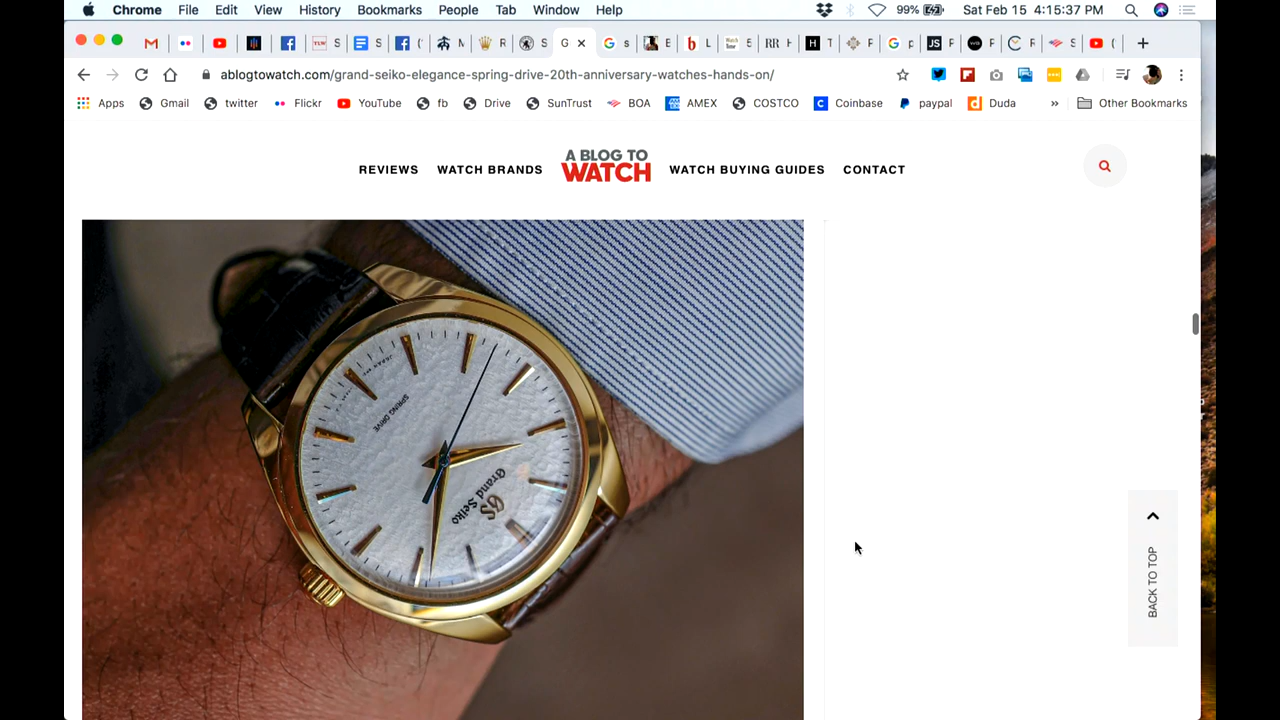 Chrome File Edit View History Bookmarks People Tab Window Help 99% Sat Feb 15 4:15:37 PM
G
ablogtowatch.com/grand-seiko-elegance-spring-drive-20th-anniversary-watches-hands-on/
Apps Gmail twitter Flickr YouTube fb Drive SunTrust BOA AMEX COSTCO Coinbase paypal Duda » Other Bookmarks
REVIEWS WATCH BRANDS A BLOG TO WATCH WATCH BUYING GUIDES CONTACT
SPRING DRIVE
GS
Grand Seiko
BACK TO TOP